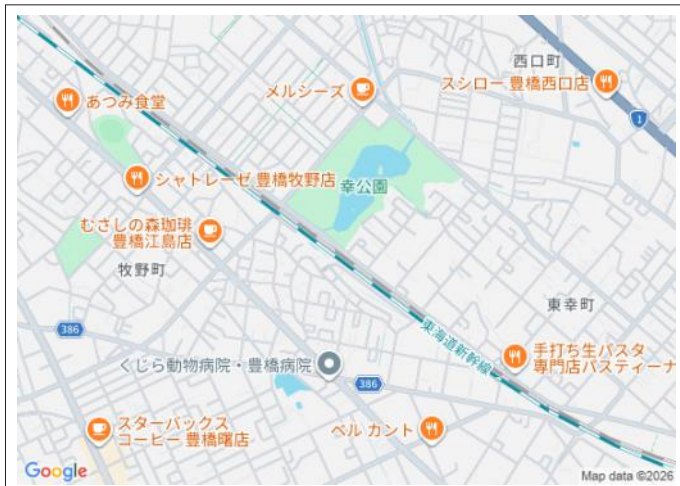 西口町
スシロー 豊橋西口店
メルシーズ
あつみ食堂
1
シャトレーゼ 豊橋牧野店
幸公園
むさしの森珈琲
豊橋江島店
牧野町
東幸町
386
東海道新幹線
手打ち生パスタ
専門店パスティーナ
くじら動物病院・豊橋病院
386
スターバックス
コーヒー 豊橋曙店
ベル カント
Google
Map data ©2026